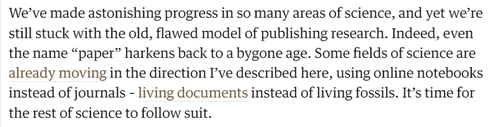 We’ve made astonishing progress in so many areas of science, and yet we’re
still stuck with the old, flawed model of publishing research. Indeed, even
the name “paper” harkens back to a bygone age. Some fields of science are
already moving in the direction I’ve described here, using online notebooks
instead of journals – living documents instead of living fossils. It’s time for
the rest of science to follow suit.